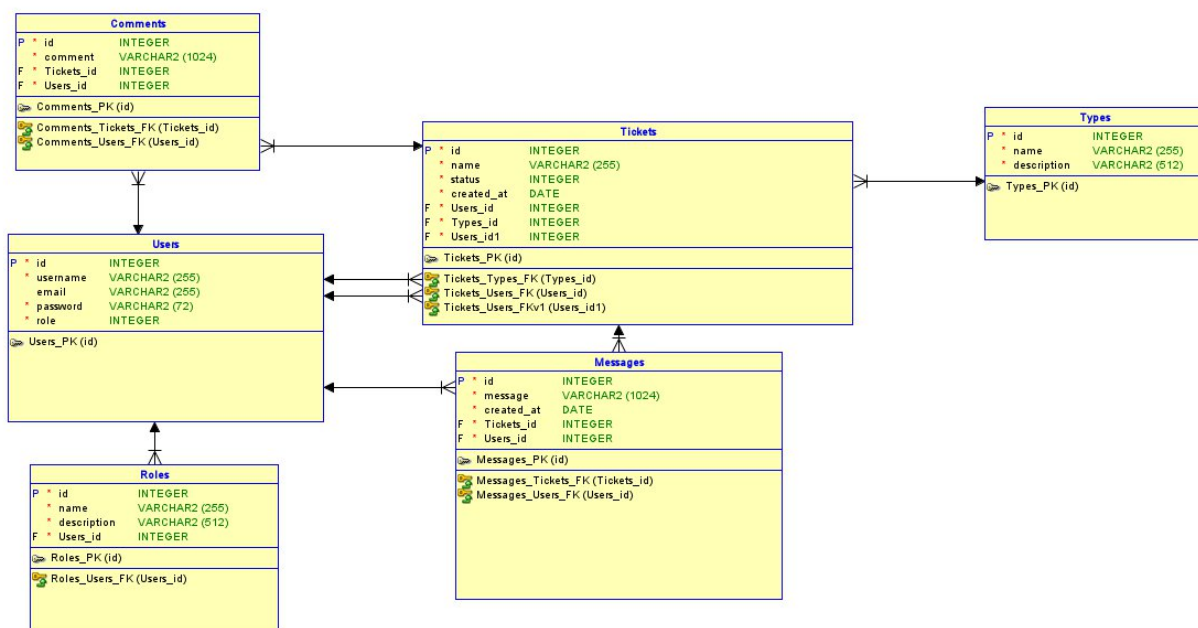 Comments
P * id INTEGER
* comment VARCHAR2 (1024)
F * Tickets_id INTEGER
F * Users_id INTEGER
Comments_PK (id)
Comments_Tickets_FK (Tickets_id)
Comments_Users_FK (Users_id)
Tickets
P * id INTEGER
* name VARCHAR2 (255)
* status INTEGER
* created_at DATE
F * Users_id INTEGER
F * Types_id INTEGER
F * Users_id1 INTEGER
Tickets_PK (id)
Tickets_Types_FK (Types_id)
Tickets_Users_FK (Users_id)
Tickets_Users_FKv1 (Users_id1)
Types
P * id INTEGER
* name VARCHAR2 (255)
* description VARCHAR2 (512)
Types_PK (id)
Users
P * id INTEGER
* username VARCHAR2 (255)
email VARCHAR2 (255)
* password VARCHAR2 (72)
* role INTEGER
Users_PK (id)
Messages
P * id INTEGER
* message VARCHAR2 (1024)
* created_at DATE
F * Tickets_id INTEGER
F * Users_id INTEGER
Messages_PK (id)
Messages_Tickets_FK (Tickets_id)
Messages_Users_FK (Users_id)
Roles
P * id INTEGER
* name VARCHAR2 (255)
* description VARCHAR2 (512)
F * Users_id INTEGER
Roles_PK (id)
Roles_Users_FK (Users_id)